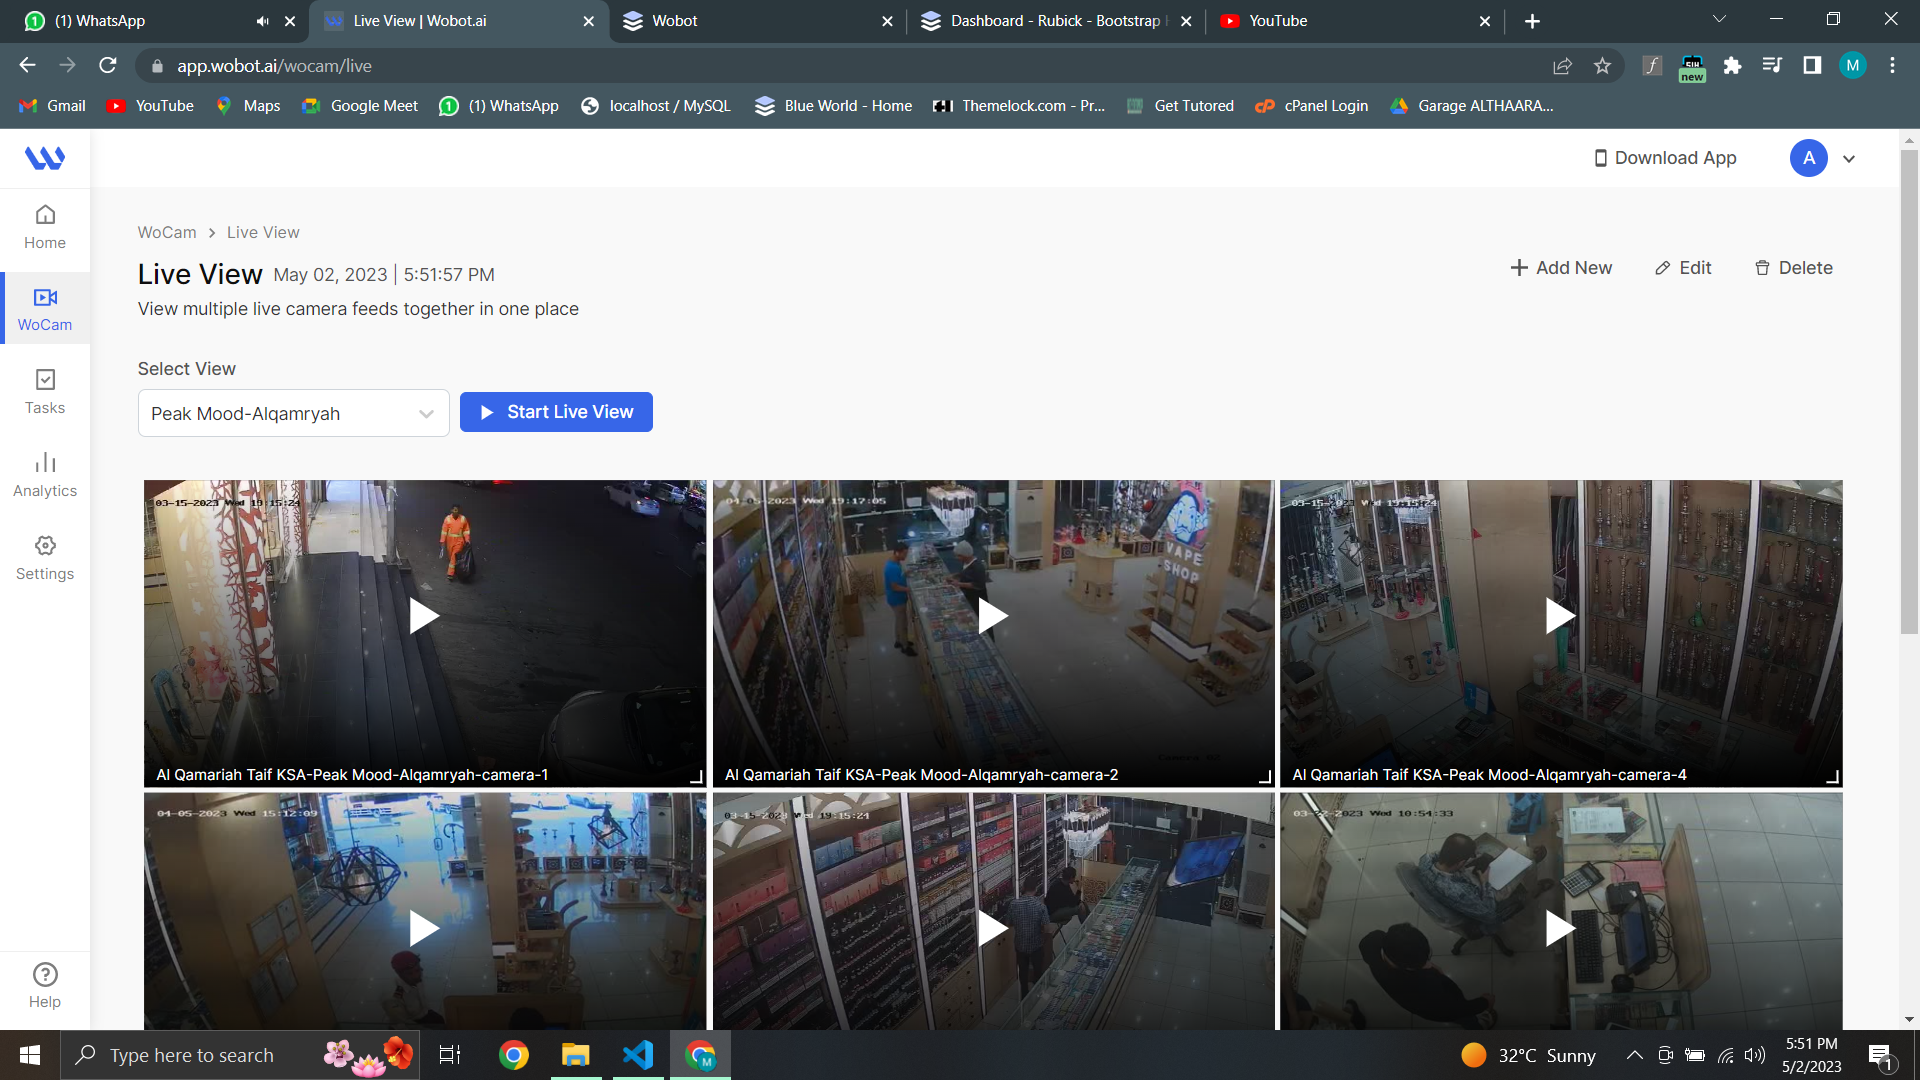 (1) WhatsApp
Live View | Wobot.ai
Wobot
Dashboard - Rubick - Bootstrap
YouTube
app.wobot.ai/wocam/live
f
new
M
Gmail
YouTube
Maps
Google Meet
(1) WhatsApp
localhost / MySQL
Blue World - Home
Themelock.com - Pr...
Get Tutored
cPanel Login
Garage ALTHAARA...
Download App
A
Home
WoCam
Tasks
Analytics
Settings
Help
WoCam > Live View
Live View May 02, 2023 | 5:51:57 PM
View multiple live camera feeds together in one place
Add New
Edit
Delete
Select View
Peak Mood-Alqamryah
Start Live View
03-15-2023 Wed 19:15:24
Al Qamariah Taif KSA-Peak Mood-Alqamryah-camera-1
04-05-2023 Wed 19:17:05
VAPE
SHOP
Al Qamariah Taif KSA-Peak Mood-Alqamryah-camera-2
03-15-2023 Wed 19:15:24
Al Qamariah Taif KSA-Peak Mood-Alqamryah-camera-4
04-05-2023 Wed 15:12:09
03-15-2023 Wed 19:15:24
03-22-2023 Wed 10:54:33
Type here to search
M
32°C Sunny
5:51 PM
5/2/2023
1